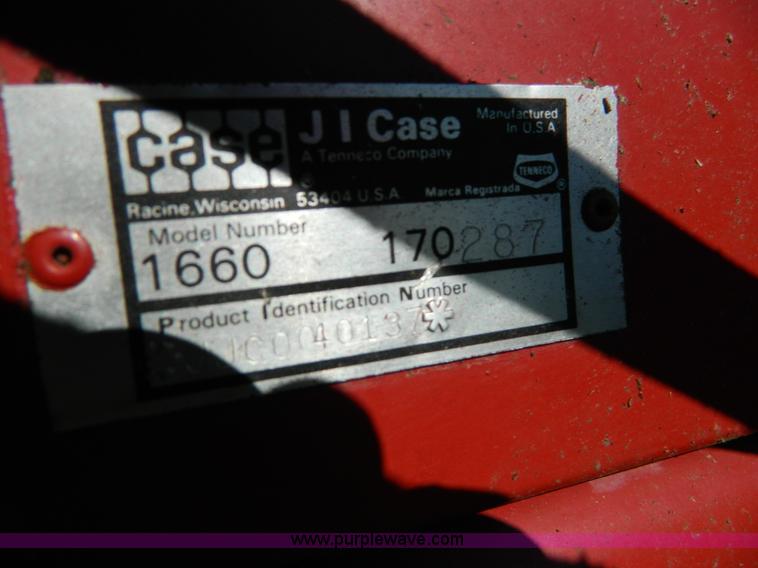 case
J I Case
A Tenneco Company
Manufactured
In U.S.A
TENNECO
®
Racine, Wisconsin 53404 U.S.A
Marca Registrada
Model Number
1660 170287
Product Identification Number
www.purplewave.com